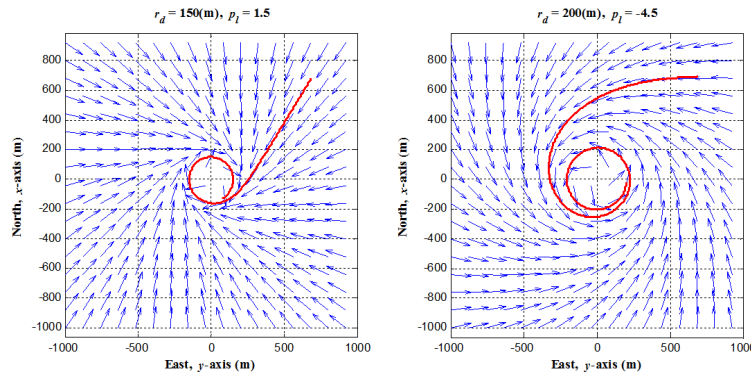 r_d = 150(m), p_l = 1.5
North, x-axis (m)
800
600
400
200
0
-200
-400
-600
-800
-1000
-1000 -500 0 500 1000
East, y-axis (m)
r_d = 200(m), p_l = -4.5
North, x-axis (m)
800
600
400
200
0
-200
-400
-600
-800
-1000
-1000 -500 0 500 1000
East, y-axis (m)